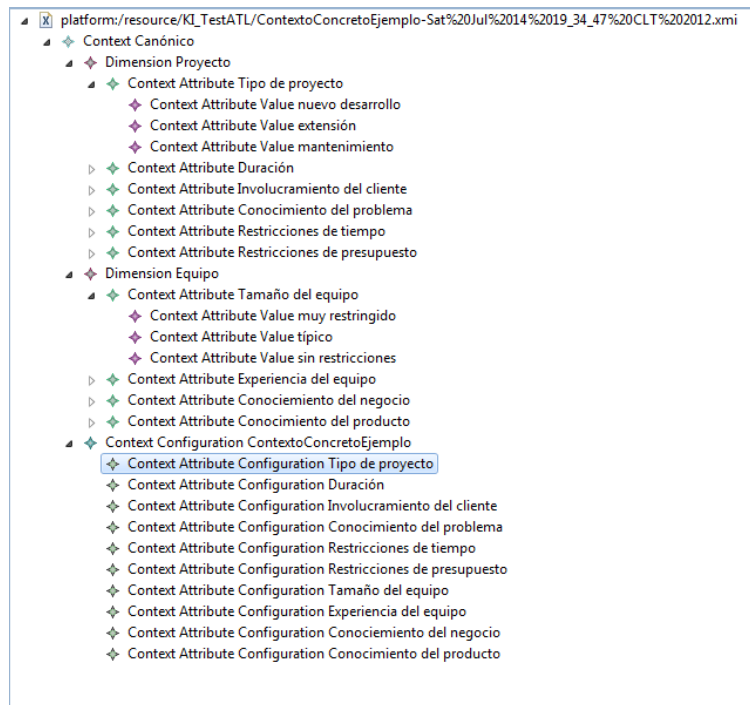 platform:/resource/KI_TestATL/ContextoConcretoEjemplo-Sat%20Jul%2014%2019_34_47%20CLT%202012.xmi
Context Canónico
Dimension Proyecto
Context Attribute Tipo de proyecto
Context Attribute Value nuevo desarrollo
Context Attribute Value extensión
Context Attribute Value mantenimiento
Context Attribute Duración
Context Attribute Involucramiento del cliente
Context Attribute Conocimiento del problema
Context Attribute Restricciones de tiempo
Context Attribute Restricciones de presupuesto
Dimension Equipo
Context Attribute Tamaño del equipo
Context Attribute Value muy restringido
Context Attribute Value típico
Context Attribute Value sin restricciones
Context Attribute Experiencia del equipo
Context Attribute Conociemiento del negocio
Context Attribute Conocimiento del producto
Context Configuration ContextoConcretoEjemplo
Context Attribute Configuration Tipo de proyecto
Context Attribute Configuration Duración
Context Attribute Configuration Involucramiento del cliente
Context Attribute Configuration Conocimiento del problema
Context Attribute Configuration Restricciones de tiempo
Context Attribute Configuration Restricciones de presupuesto
Context Attribute Configuration Tamaño del equipo
Context Attribute Configuration Experiencia del equipo
Context Attribute Configuration Conociemiento del negocio
Context Attribute Configuration Conocimiento del producto